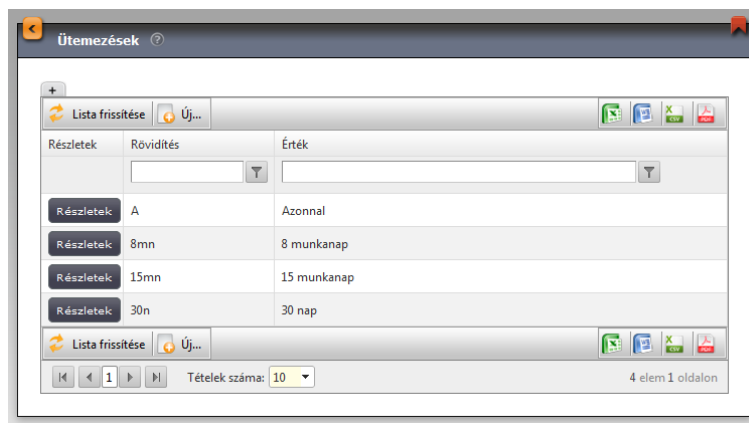 Ütemezések ?
+
Lista frissítése Új...
Részletek Rövidítés Érték
Részletek A Azonnal
Részletek 8mn 8 munkanap
Részletek 15mn 15 munkanap
Részletek 30n 30 nap
Lista frissítése Új...
1 Tételek száma: 10 4 elem 1 oldalon